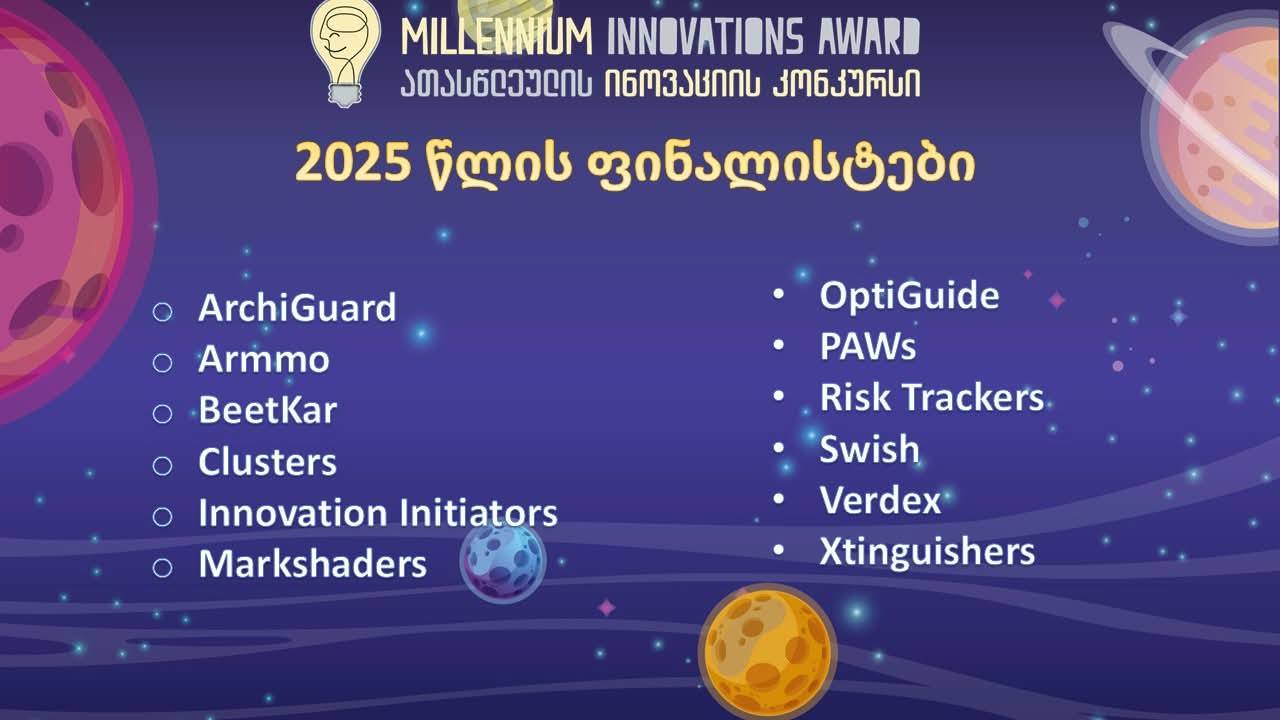 MILLENNIUM INNOVATIONS AWARD
ათასწლეულის ინოვაციის კონკურსი
2025 წლის ფინალისტები
ArchiGuard
Armmo
BeetKar
Clusters
Innovation Initiators
Markshaders
OptiGuide
PAWs
Risk Trackers
Swish
Verdex
Xtinguishers